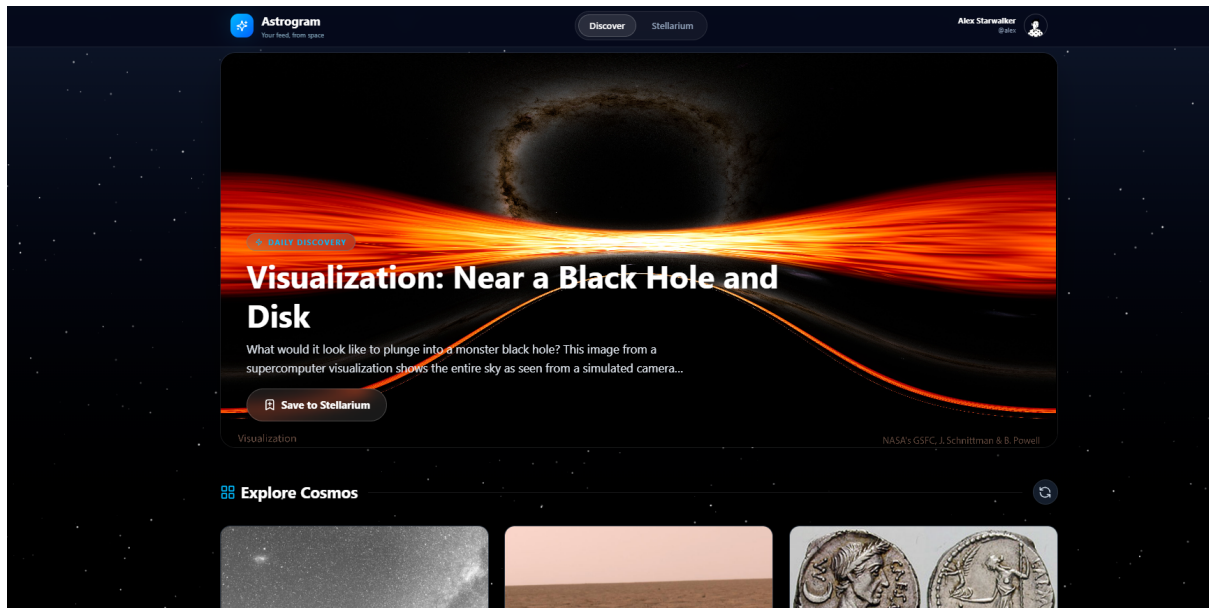 Astrogram
Your feed, from space
Discover
Stellarium
Alex Starwalker
@alex
DAILY DISCOVERY
Visualization: Near a Black Hole and
Disk
What would it look like to plunge into a monster black hole? This image from a
supercomputer visualization shows the entire sky as seen from a simulated camera...
Save to Stellarium
Visualization
NASA's GSFC, J. Schnittman & B. Powell
Explore Cosmos